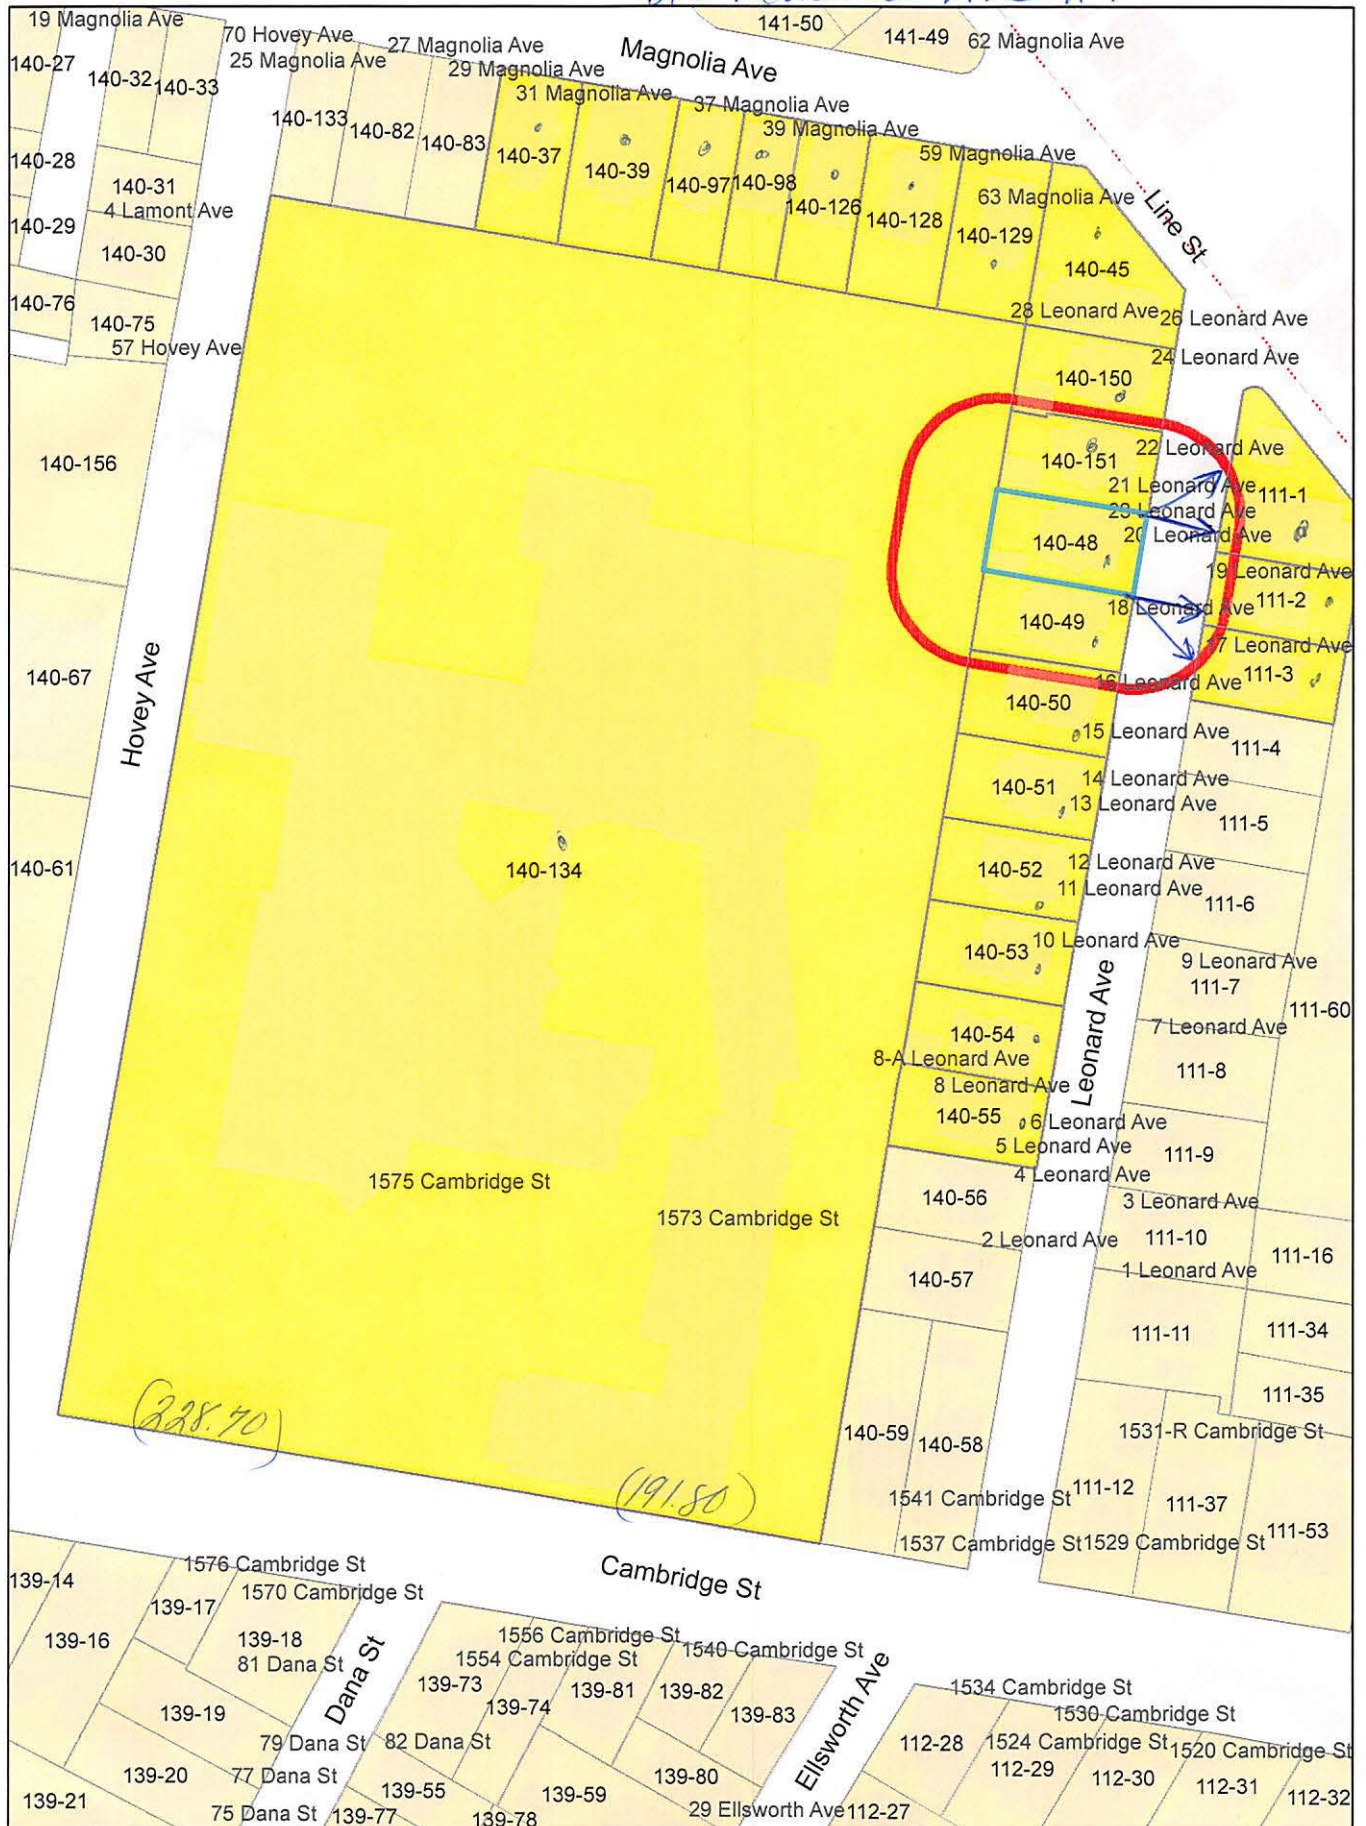 141-50
141-49
62 Magnolia Ave
19 Magnolia Ave
70 Hovey Ave
27 Magnolia Ave
Magnolia Ave
140-27
140-32
140-33
25 Magnolia Ave
29 Magnolia Ave
31 Magnolia Ave
37 Magnolia Ave
39 Magnolia Ave
59 Magnolia Ave
140-133
140-82
140-83
140-37
140-39
140-97
140-98
140-126
140-128
63 Magnolia Ave
140-129
140-45
Line St
140-28
140-31
4 Lamont Ave
140-29
140-30
140-76
140-75
57 Hovey Ave
28 Leonard Ave
26 Leonard Ave
24 Leonard Ave
140-150
140-156
140-151
22 Leonard Ave
21 Leonard Ave
111-1
23 Leonard Ave
140-48
20 Leonard Ave
19 Leonard Ave
140-49
18 Leonard Ave
111-2
17 Leonard Ave
Hovey Ave
140-67
16 Leonard Ave
111-3
140-50
15 Leonard Ave
111-4
140-51
14 Leonard Ave
13 Leonard Ave
111-5
140-61
140-134
140-52
12 Leonard Ave
11 Leonard Ave
111-6
140-53
10 Leonard Ave
9 Leonard Ave
111-7
111-60
Leonard Ave
140-54
7 Leonard Ave
8-A Leonard Ave
111-8
8 Leonard Ave
140-55
6 Leonard Ave
5 Leonard Ave
111-9
4 Leonard Ave
1575 Cambridge St
140-56
3 Leonard Ave
1573 Cambridge St
2 Leonard Ave
111-10
111-16
140-57
1 Leonard Ave
111-11
111-34
111-35
(228.70)
140-59
140-58
1531-R Cambridge St
(191.80)
1541 Cambridge St
111-12
111-37
111-53
1537 Cambridge St
1529 Cambridge St
Cambridge St
139-14
1576 Cambridge St
1570 Cambridge St
139-17
139-16
139-18
81 Dana St
Dana St
1556 Cambridge St
1554 Cambridge St
1540 Cambridge St
139-73
139-74
139-81
139-82
139-83
Ellsworth Ave
1534 Cambridge St
1530 Cambridge St
139-19
79 Dana St
82 Dana St
112-28
1524 Cambridge St
1520 Cambridge St
139-20
77 Dana St
139-55
139-59
139-80
112-29
112-30
112-31
112-32
139-21
75 Dana St
139-77
139-78
29 Ellsworth Ave
112-27